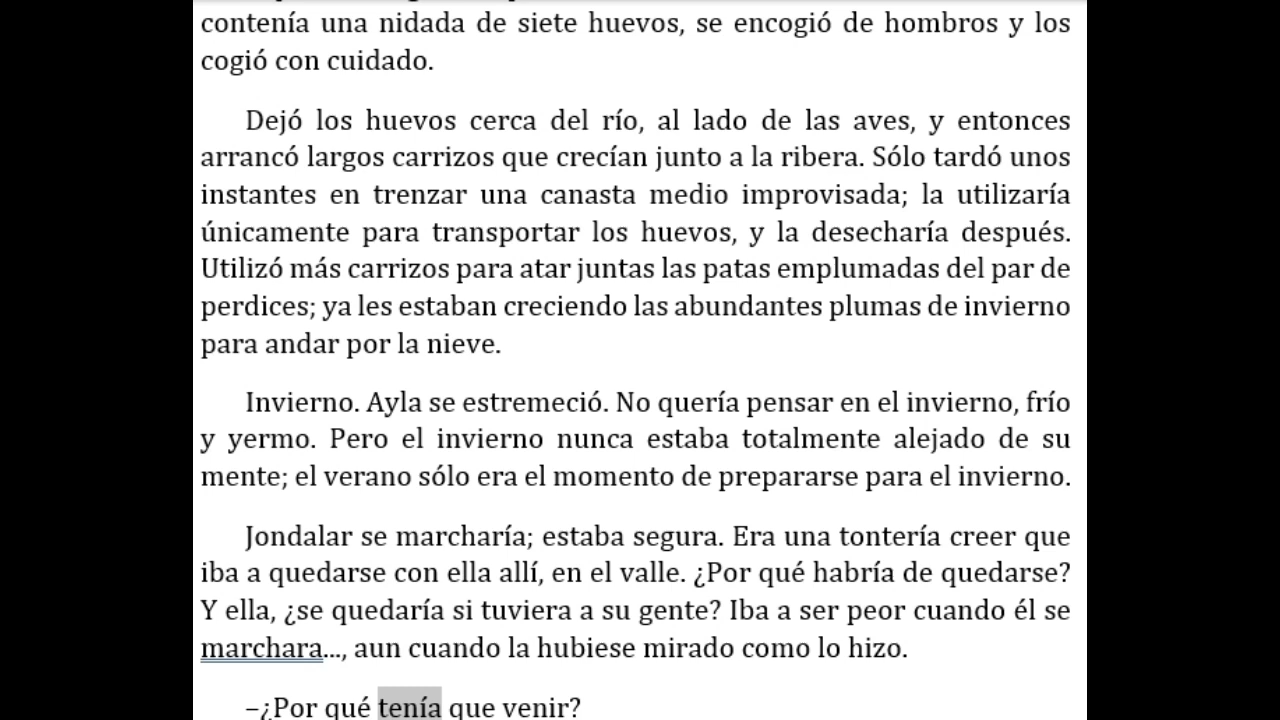 contenía una nidada de siete huevos, se encogió de hombros y los
cogió con cuidado.
Dejó los huevos cerca del río, al lado de las aves, y entonces
arrancó largos carrizos que crecían junto a la ribera. Sólo tardó unos
instantes en trenzar una canasta medio improvisada; la utilizaría
únicamente para transportar los huevos, y la desecharía después.
Utilizó más carrizos para atar juntas las patas emplumadas del par de
perdices; ya les estaban creciendo las abundantes plumas de invierno
para andar por la nieve.
Invierno. Ayla se estremeció. No quería pensar en el invierno, frío
y yermo. Pero el invierno nunca estaba totalmente alejado de su
mente; el verano sólo era el momento de prepararse para el invierno.
Jondalar se marcharía; estaba segura. Era una tontería creer que
iba a quedarse con ella allí, en el valle. ¿Por qué habría de quedarse?
Y ella, ¿se quedaría si tuviera a su gente? Iba a ser peor cuando él se
marchara..., aun cuando la hubiese mirado como lo hizo.
–¿Por qué tenía que venir?